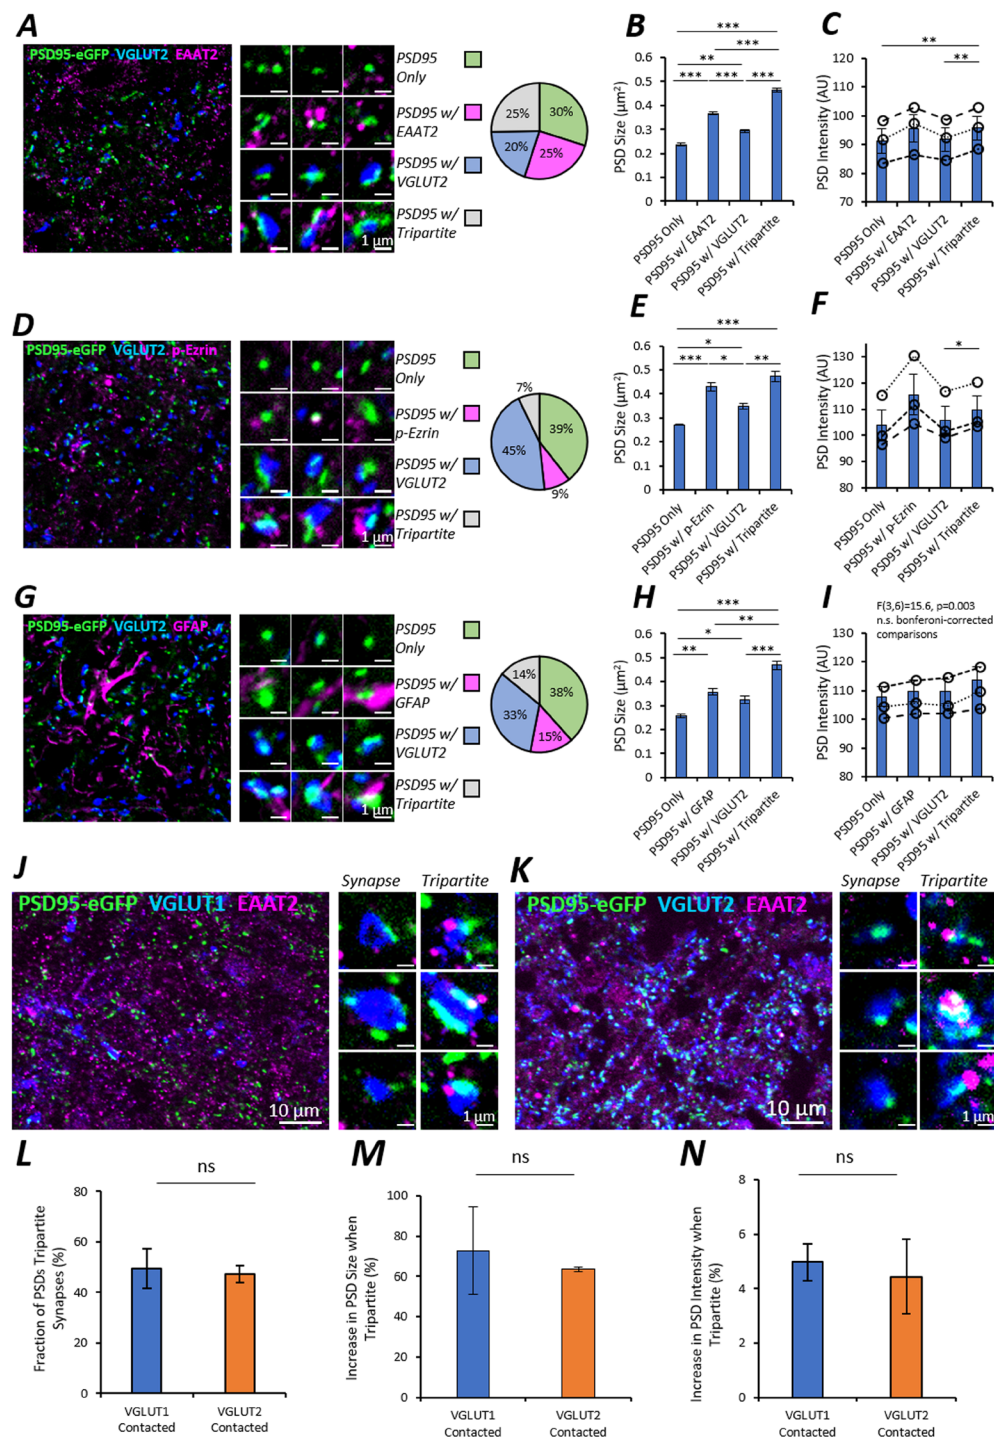 A
PSD95-eGFP VGLUT2 EAAT2
PSD95
Only
PSD95 w/
EAAT2
PSD95 w/
VGLUT2
PSD95 w/
Tripartite
1 µm
25%
30%
20%
25%
B
PSD Size (µm²)
0.6
0.5
0.4
0.3
0.2
0.1
0
***
***
**
*** *** ***
PSD95 Only
PSD95 w/ EAAT2
PSD95 w/ VGLUT2
PSD95 w/ Tripartite
C
PSD Intensity (AU)
120
110
100
90
80
70
**
**
PSD95 Only
PSD95 w/ EAAT2
PSD95 w/ VGLUT2
PSD95 w/ Tripartite
D
PSD95-eGFP VGLUT2 p-Ezrin
PSD95
Only
PSD95 w/
p-Ezrin
PSD95 w/
VGLUT2
PSD95 w/
Tripartite
1 µm
7%
39%
45%
9%
E
PSD Size (µm²)
0.6
0.5
0.4
0.3
0.2
0.1
0
***
*
*** * **
PSD95 Only
PSD95 w/ p-Ezrin
PSD95 w/ VGLUT2
PSD95 w/ Tripartite
F
PSD Intensity (AU)
130
120
110
100
90
80
*
PSD95 Only
PSD95 w/ p-Ezrin
PSD95 w/ VGLUT2
PSD95 w/ Tripartite
G
PSD95-eGFP VGLUT2 GFAP
PSD95
Only
PSD95 w/
GFAP
PSD95 w/
VGLUT2
PSD95 w/
Tripartite
1 µm
14%
38%
33%
15%
H
PSD Size (µm²)
0.6
0.5
0.4
0.3
0.2
0.1
0
***
**
*
** ***
PSD95 Only
PSD95 w/ GFAP
PSD95 w/ VGLUT2
PSD95 w/ Tripartite
I
F(3,6)=15.6, p=0.003
n.s. bonferoni-corrected
comparisons
PSD Intensity (AU)
130
120
110
100
90
80
PSD95 Only
PSD95 w/ GFAP
PSD95 w/ VGLUT2
PSD95 w/ Tripartite
J
Synapse Tripartite
PSD95-eGFP VGLUT1 EAAT2
10 µm
1 µm
K
Synapse Tripartite
PSD95-eGFP VGLUT2 EAAT2
10 µm
1 µm
L
ns
Fraction of PSDs Tripartite
Synapses (%)
80
60
40
20
0
VGLUT1
Contacted
VGLUT2
Contacted
M
ns
Increase in PSD Size when
Tripartite (%)
100
80
60
40
20
0
VGLUT1
Contacted
VGLUT2
Contacted
N
ns
Increase in PSD Intensity when
Tripartite (%)
8
6
4
2
0
VGLUT1
Contacted
VGLUT2
Contacted